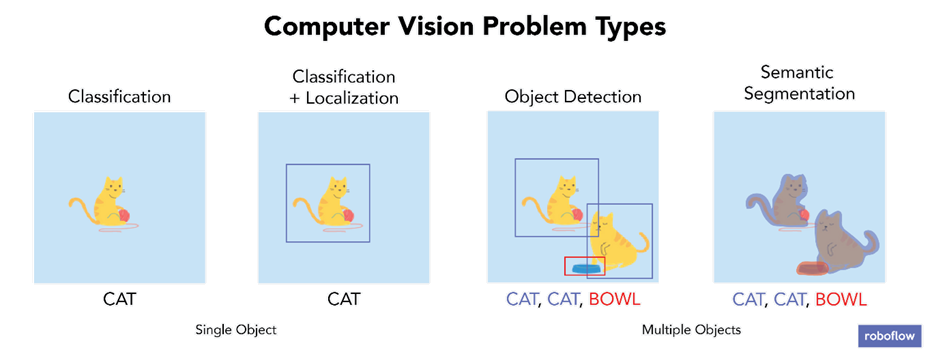 Computer Vision Problem Types
Classification
Classification
+ Localization
Object Detection
Semantic
Segmentation
CAT
CAT
CAT, CAT, BOWL
CAT, CAT, BOWL
Single Object
Multiple Objects
roboflow